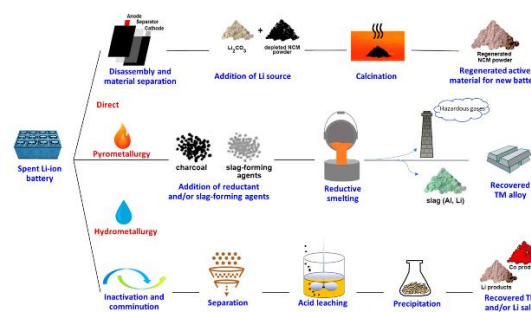 Anode
Separator
Cathode
Li2CO3
+
depleted NCM
powder
Regenerated
NCM powder
Disassembly and
material separation
Addition of Li source
Calcination
Regenerated active
material for new batte
Direct
Hazardous gases
Pyrometallurgy
Spent Li-ion
battery
charcoal
slag-forming
agents
Addition of reductant
and/or slag-forming agents
Reductive
smelting
slag (Al, Li)
Recovered
TM alloy
Hydrometallurgy
Co produ
Li products
Inactivation and
comminution
Separation
Acid leaching
Precipitation
Recovered T
and/or Li sal